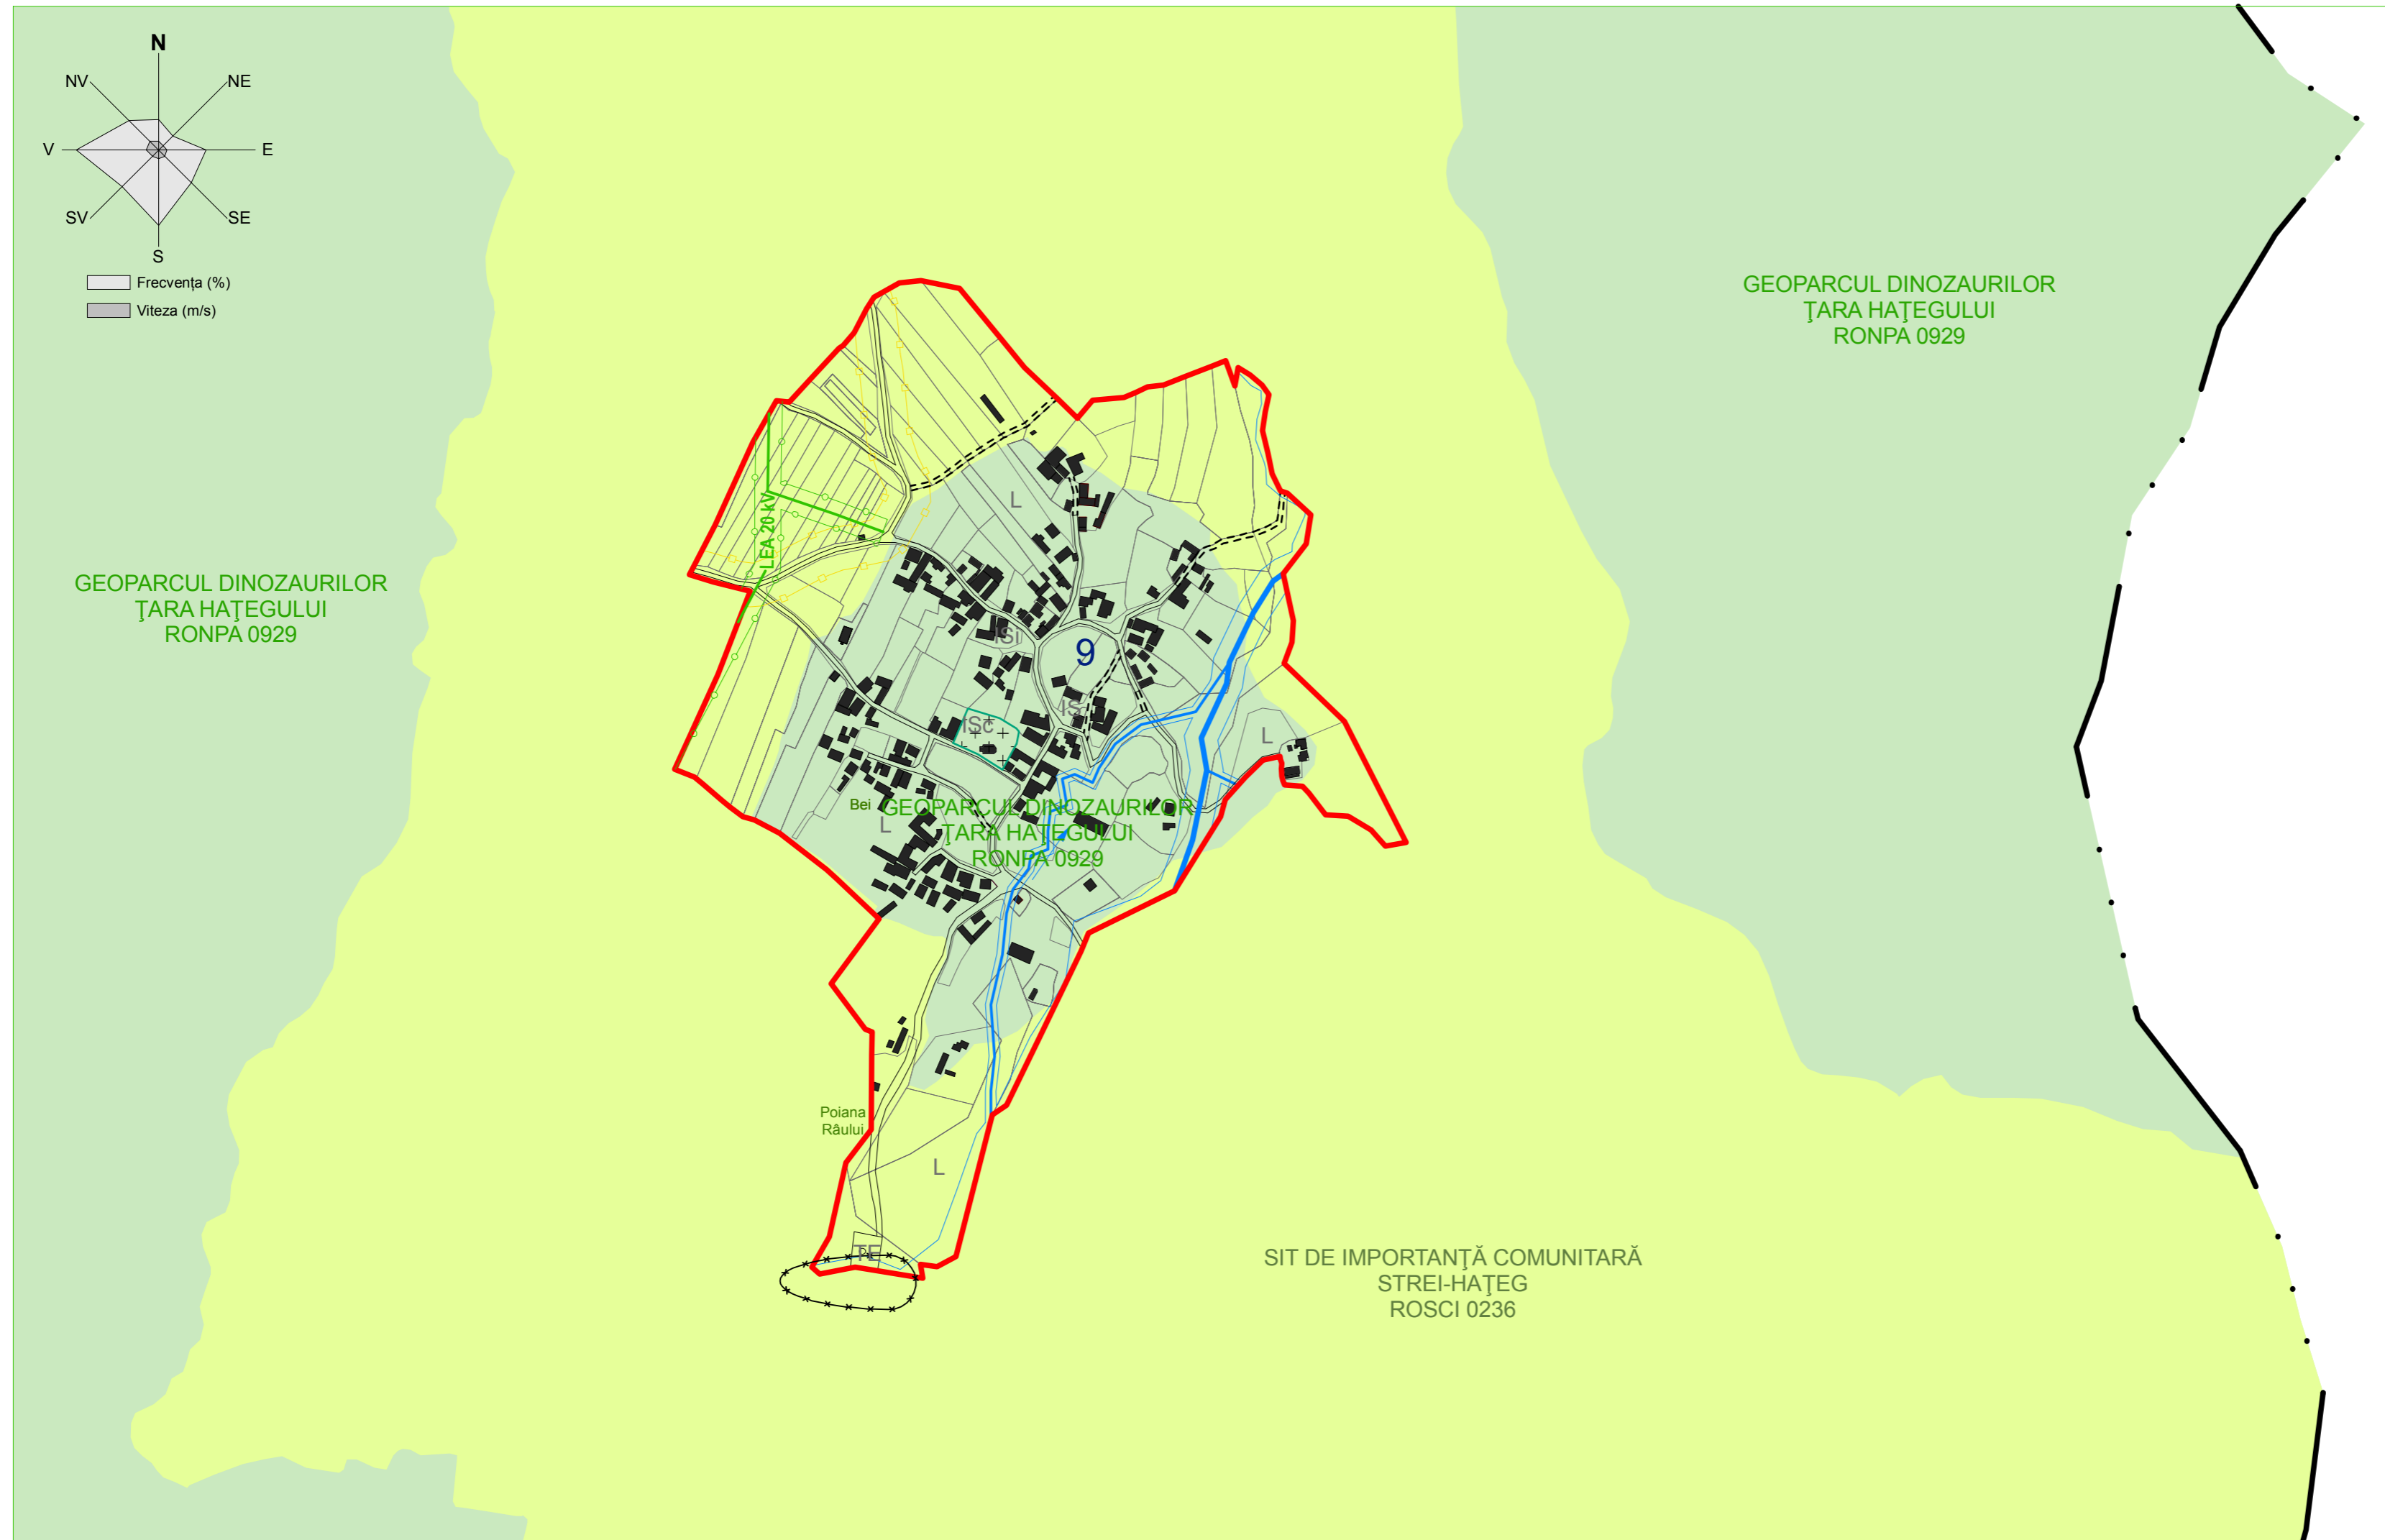 N
NV
NE
V
E
SV
SE
S
Frecvența (%)
Viteza (m/s)
GEOPARCUL DINOZAURILOR
ŢARA HAŢEGULUI
RONPA 0929
GEOPARCUL DINOZAURILOR
ŢARA HAŢEGULUI
RONPA 0929
L
LEA 20 kV
ISi
9
IS
ISc
L
Bei
L
GEOPARCUL DINOZAURILOR
ŢARA HAŢEGULUI
RONPA 0929
Poiana
Râului
L
TE
SIT DE IMPORTANŢĂ COMUNITARĂ
STREI-HAŢEG
ROSCI 0236